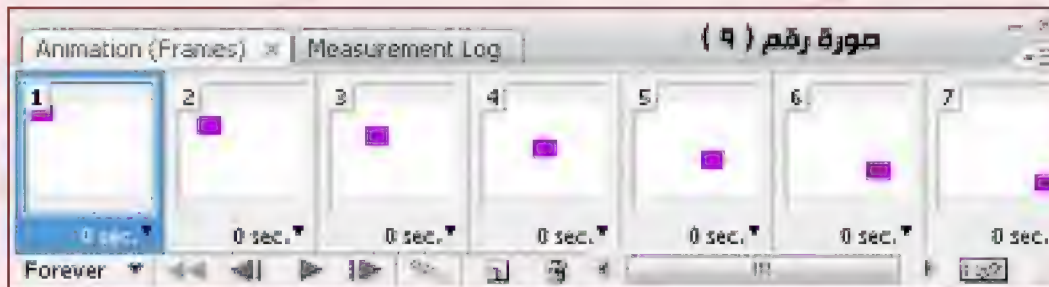 Animation (Frames) × Measurement Log صورة رقم ( ٩ )
1 2 3 4 5 6 7
0 sec. 0 sec. 0 sec. 0 sec. 0 sec. 0 sec. 0 sec.
Forever